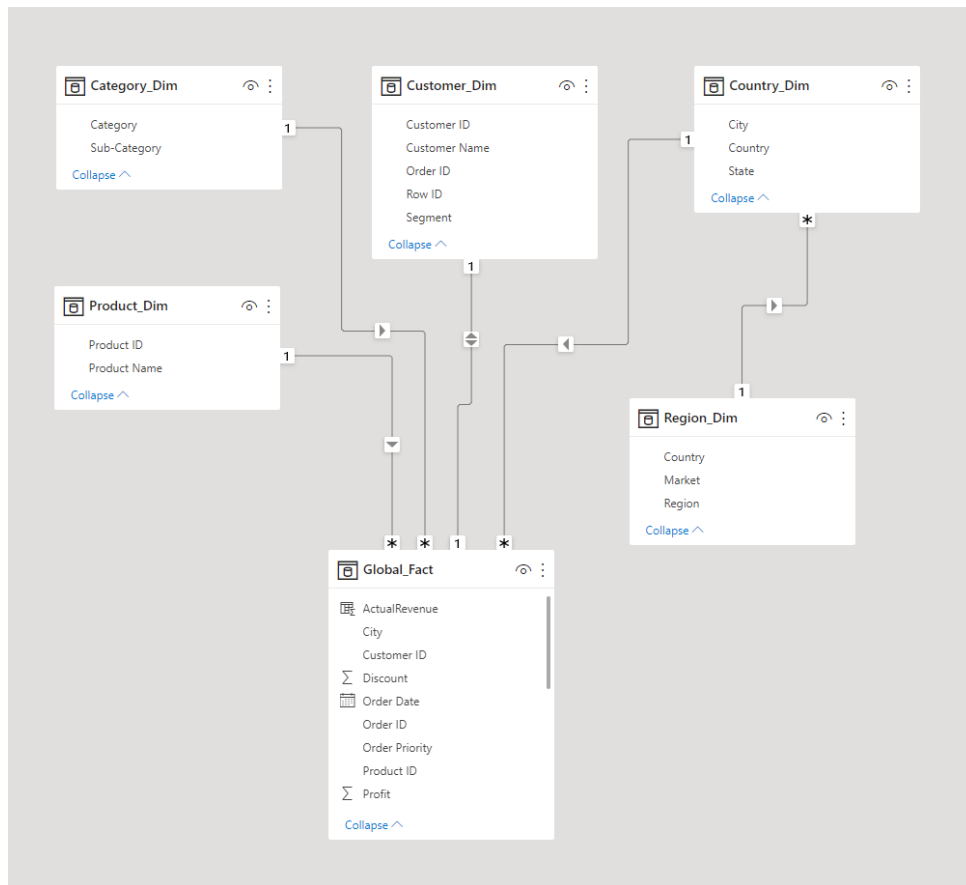 Category_Dim
Category
Sub-Category
Collapse
1
Customer_Dim
Customer ID
Customer Name
Order ID
Row ID
Segment
Collapse
1
Country_Dim
City
Country
State
Collapse
1
*
Product_Dim
Product ID
Product Name
Collapse
1
1
Region_Dim
Country
Market
Region
Collapse
* * 1 *
Global_Fact
ActualRevenue
City
Customer ID
∑ Discount
Order Date
Order ID
Order Priority
Product ID
∑ Profit
Collapse